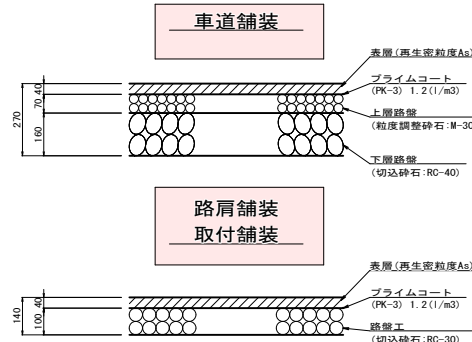 車道舗装
表層(再生密粒度As)
プライムコート
(PK-3) 1.2(l/m3)
上層路盤
(粒度調整砕石:M-30
下層路盤
(切込砕石:RC-40)
270
40
70
160
路肩舗装
取付舗装
表層(再生密粒度As)
プライムコート
(PK-3) 1.2(l/m3)
路盤工
(切込砕石:RC-30)
140
40
100